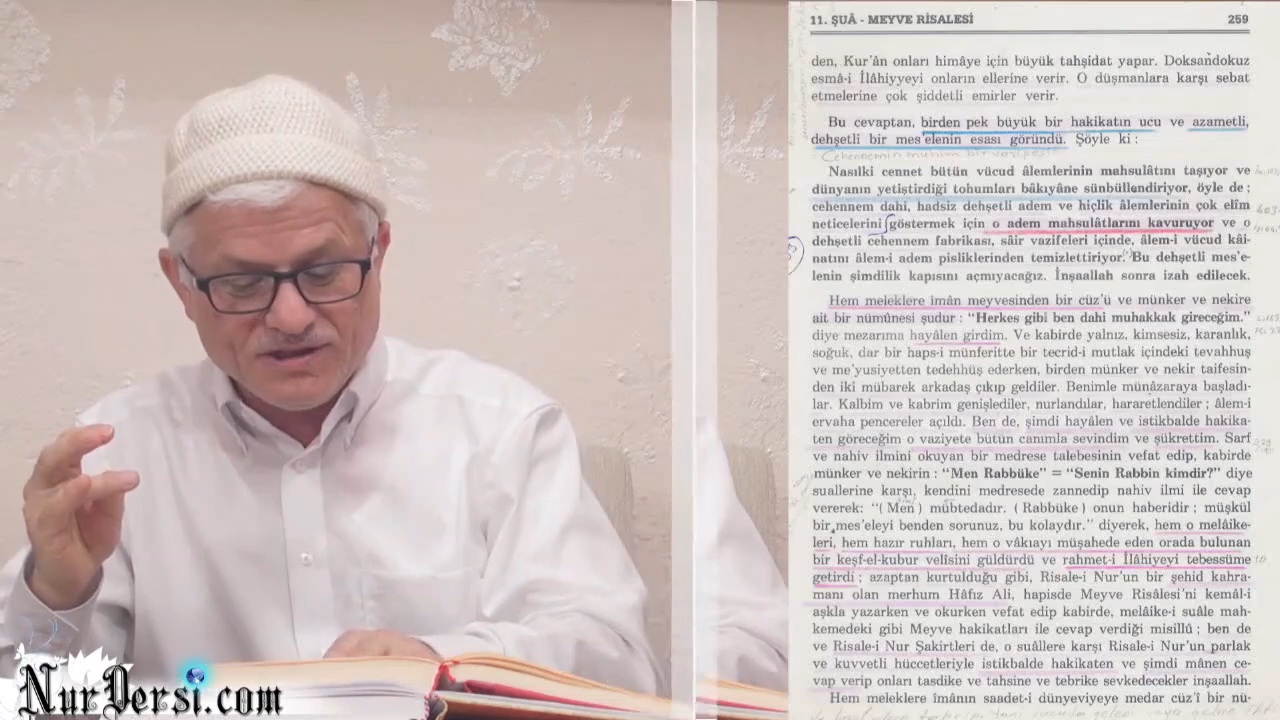 11. ŞUÂ - MEYVE RİSALESİ 259
den, Kur'ân onları himâye için büyük tahşidat yapar. Doksandokuz
esmâ-i İlâhiyyeyi onların ellerine verir. O düşmanlara karşı sebat
etmelerine çok şiddetli emirler verir.
Bu cevaptan, birden pek büyük bir hakikatın ucu ve azametli,
dehşetli bir mes'elenin esası göründü. Şöyle ki :
Cehennemin mühim bir vazifesi
Nasılki cennet bütün vücud âlemlerinin mahsulâtını taşıyor ve
dünyanın yetiştirdiği tohumları bâkıyâne sünbüllendiriyor, öyle de ;
cehennem dahi, hadsiz dehşetli adem ve hiçlik âlemlerinin çok elîm
neticelerini göstermek için o adem mahsulâtlarını kavuruyor ve o
dehşetli cehennem fabrikası, sâir vazifeleri içinde, âlem-i vücud kâi-
natını âlem-i adem pisliklerinden temizlettiriyor. Bu dehşetli mes'e-
lenin şimdilik kapısını açmıyacağız. İnşaallah sonra izah edilecek.
Hem meleklere îmân meyvesinden bir cüz'ü ve münker ve nekire
ait bir nümûnesi şudur : "Herkes gibi ben dahi muhakkak gireceğim."
diye mezarıma hayâlen girdim. Ve kabirde yalnız, kimsesiz, karanlık,
soğuk, dar bir haps-i münferitte bir tecrid-i mutlak içindeki tevahhuş
ve me'yusiyetten tedehhüş ederken, birden münker ve nekir taifesin-
den iki mübarek arkadaş çıkıp geldiler. Benimle münâzaraya başladı-
lar. Kalbim ve kabrim genişlediler, nurlandılar, hararetlendiler ; âlem-i
ervaha pencereler açıldı. Ben de, şimdi hayâlen ve istikbalde hakika-
ten göreceğim o vaziyete bütün canımla sevindim ve şükrettim. Sarf
ve nahiv ilmini okuyan bir medrese talebesinin vefat edip, kabirde
münker ve nekirin : "Men Rabbüke" = "Senin Rabbin kimdir?" diye
suallerine karşı, kendini medresede zannedip nahiv ilmi ile cevap
vererek: "(Men) mübtedadır. (Rabbüke) onun haberidir ; müşkül
bir mes'eleyi benden sorunuz, bu kolaydır." diyerek, hem o melâike-
leri, hem hazır ruhları, hem o vâkıayı müşahede eden orada bulunan
bir keşf-el-kubur velîsini güldürdü ve rahmet-i İlâhiyeyi tebessüme
getirdi ; azaptan kurtulduğu gibi, Risale-i Nur'un bir şehid kahra-
manı olan merhum Hâfız Ali, hapisde Meyve Risâlesi'ni kemâl-i
aşkla yazarken ve okurken vefat edip kabirde, melâike-i suâle mah-
kemedeki gibi Meyve hakikatları ile cevap verdiği misillû ; ben de
ve Risale-i Nur Şakirtleri de, o suâllere karşı Risale-i Nur'un parlak
ve kuvvetli hüccetleriyle istikbalde hakikaten ve şimdi mânen ce-
vap verip onları tasdike ve tahsine ve tebrike sevkedecekler inşaallah.
Hem meleklere îmânın saadet-i dünyeviyeye medar cüz'î bir nü-
NurDersi.com